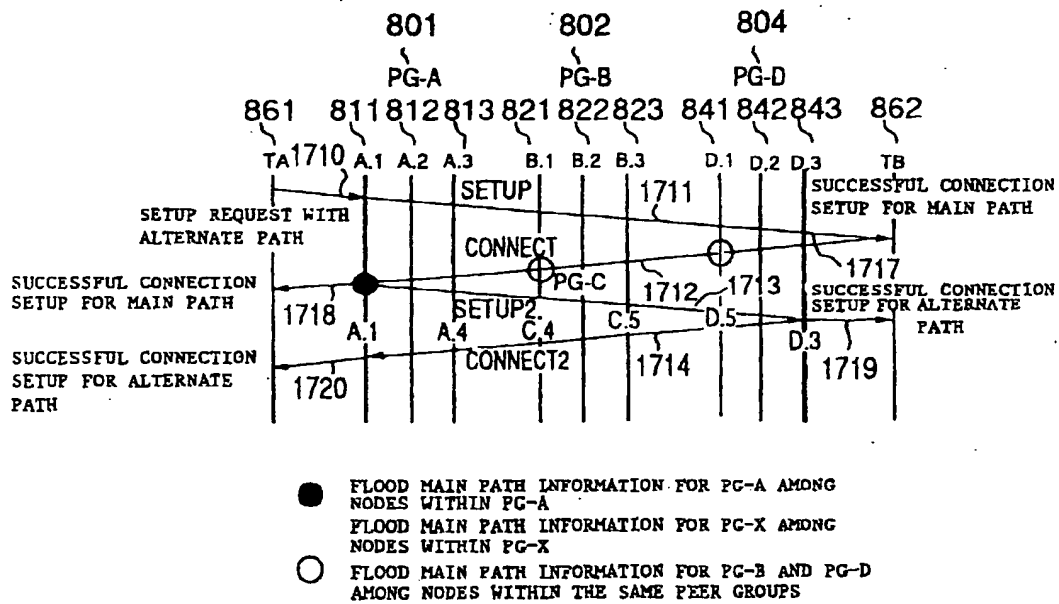 801 802 804
PG-A PG-B PG-D
861 811 812 813 821 822 823 841 842 843 862
TA 1710 A.1 A.2 A.3 B.1 B.2 B.3 D.1 D.2 D.3 TB
SETUP 1711 SUCCESSFUL CONNECTION
SETUP FOR MAIN PATH
SETUP REQUEST WITH
ALTERNATE PATH
CONNECT
PG-C 1712 1713 1717
SUCCESSFUL CONNECTION
SETUP FOR MAIN PATH
SUCCESSFUL CONNECTION
SETUP FOR ALTERNATE
PATH
1718 SETUP2.
A.1 A.4 C.4 C.5 D.5 D.3
CONNECT2 1714 1719
SUCCESSFUL CONNECTION
SETUP FOR ALTERNATE
PATH
1720
FLOOD MAIN PATH INFORMATION FOR PG-A AMONG
NODES WITHIN PG-A
FLOOD MAIN PATH INFORMATION FOR PG-X AMONG
NODES WITHIN PG-X
FLOOD MAIN PATH INFORMATION FOR PG-B AND PG-D
AMONG NODES WITHIN THE SAME PEER GROUPS